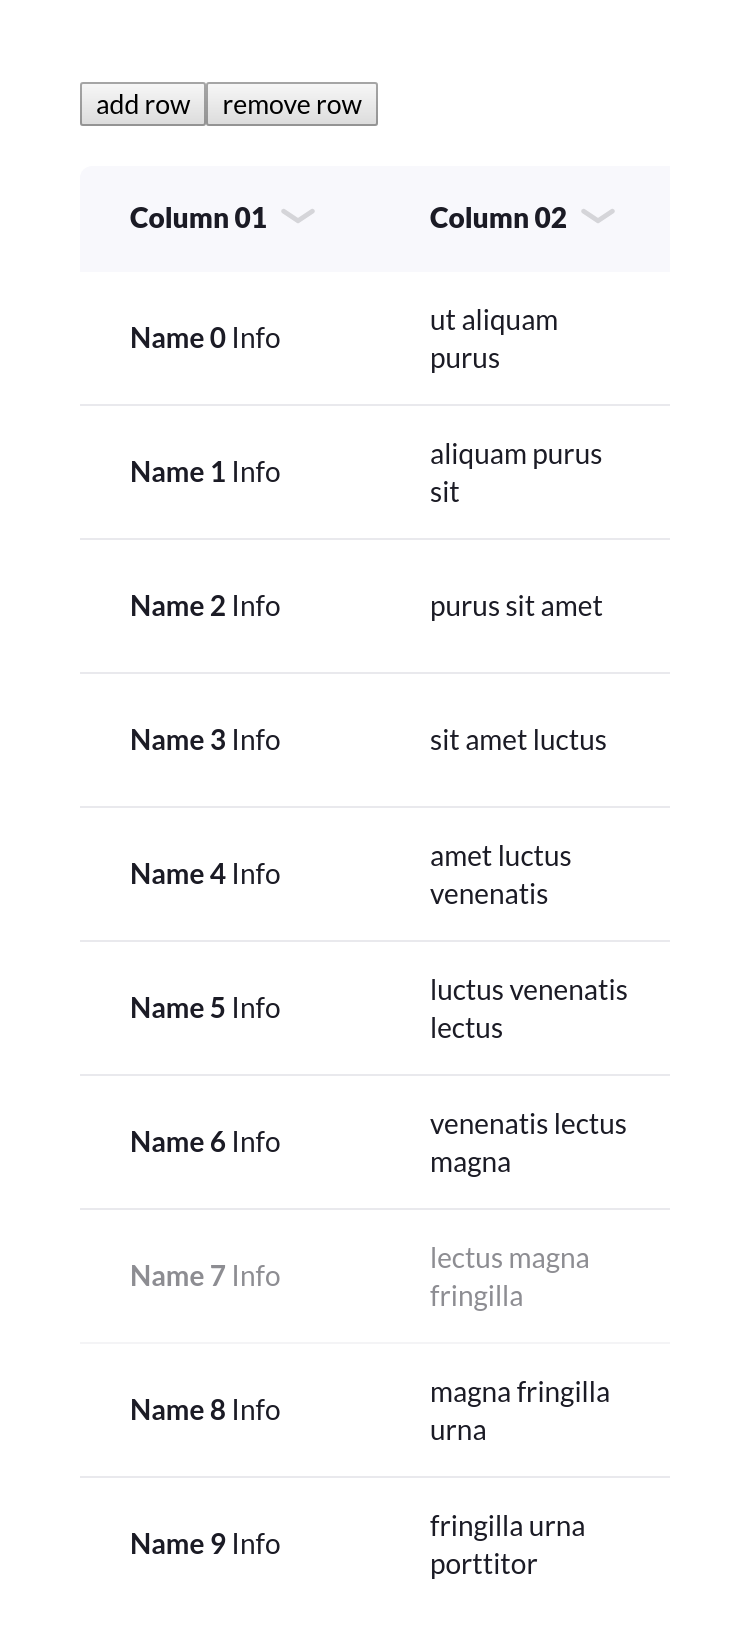 add row remove row
Column 01 Column 02
Name 0 Info ut aliquam
purus
Name 1 Info aliquam purus
sit
Name 2 Info purus sit amet
Name 3 Info sit amet luctus
Name 4 Info amet luctus
venenatis
Name 5 Info luctus venenatis
lectus
Name 6 Info venenatis lectus
magna
Name 7 Info lectus magna
fringilla
Name 8 Info magna fringilla
urna
Name 9 Info fringilla urna
porttitor